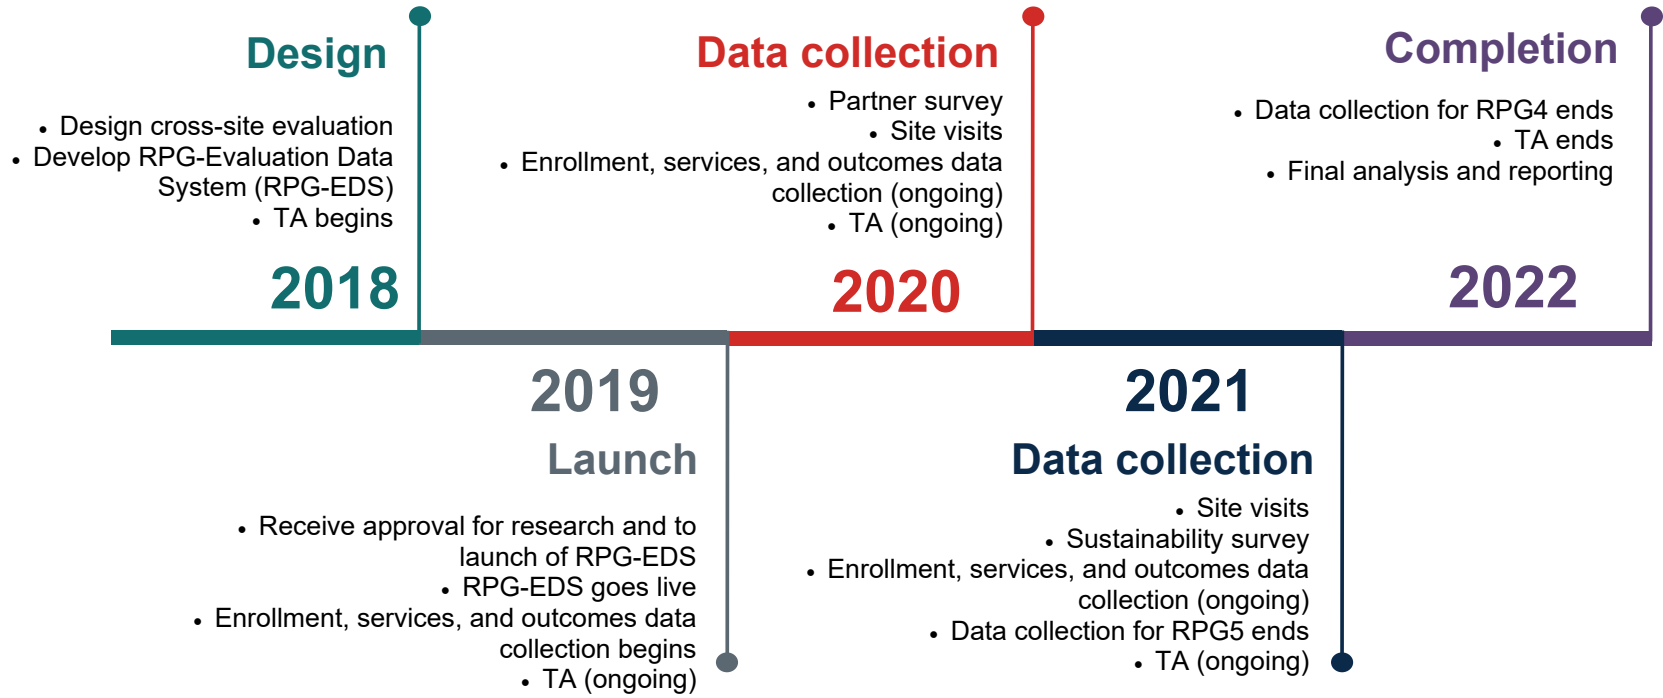 Design
• Design cross-site evaluation
• Develop RPG-Evaluation Data
System (RPG-EDS)
• TA begins
2018
2019
Launch
• Receive approval for research and to
launch of RPG-EDS
• RPG-EDS goes live
• Enrollment, services, and outcomes data
collection begins
• TA (ongoing)
Data collection
• Partner survey
• Site visits
• Enrollment, services, and outcomes data
collection (ongoing)
• TA (ongoing)
2020
2021
Data collection
• Site visits
• Sustainability survey
• Enrollment, services, and outcomes data
collection (ongoing)
• Data collection for RPG5 ends
• TA (ongoing)
Completion
• Data collection for RPG4 ends
• TA ends
• Final analysis and reporting
2022